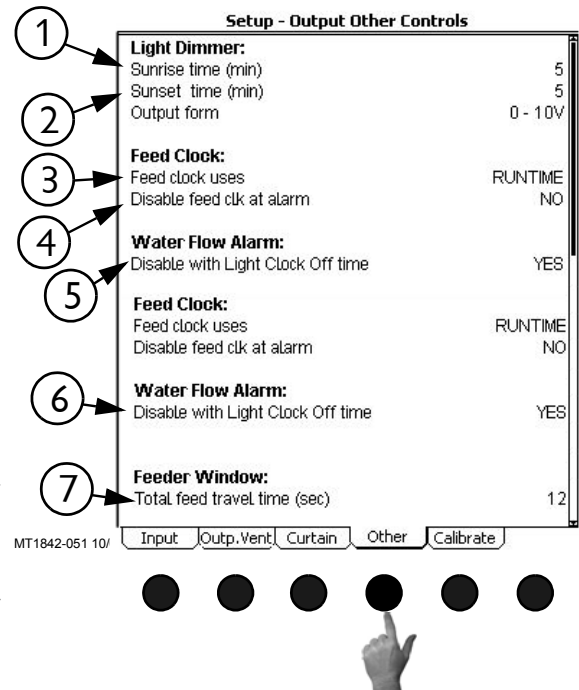 Setup - Output Other Controls
1
Light Dimmer:
Sunrise time (min) 5
2
Sunset time (min) 5
Output form 0 - 10V
Feed Clock:
3
Feed clock uses RUNTIME
4
Disable feed clk at alarm NO
Water Flow Alarm:
5
Disable with Light Clock Off time YES
Feed Clock:
Feed clock uses RUNTIME
Disable feed clk at alarm NO
Water Flow Alarm:
6
Disable with Light Clock Off time YES
Feeder Window:
7
Total feed travel time (sec) 12
MT1842-051 10/
Input Outp.Vent Curtain Other Calibrate